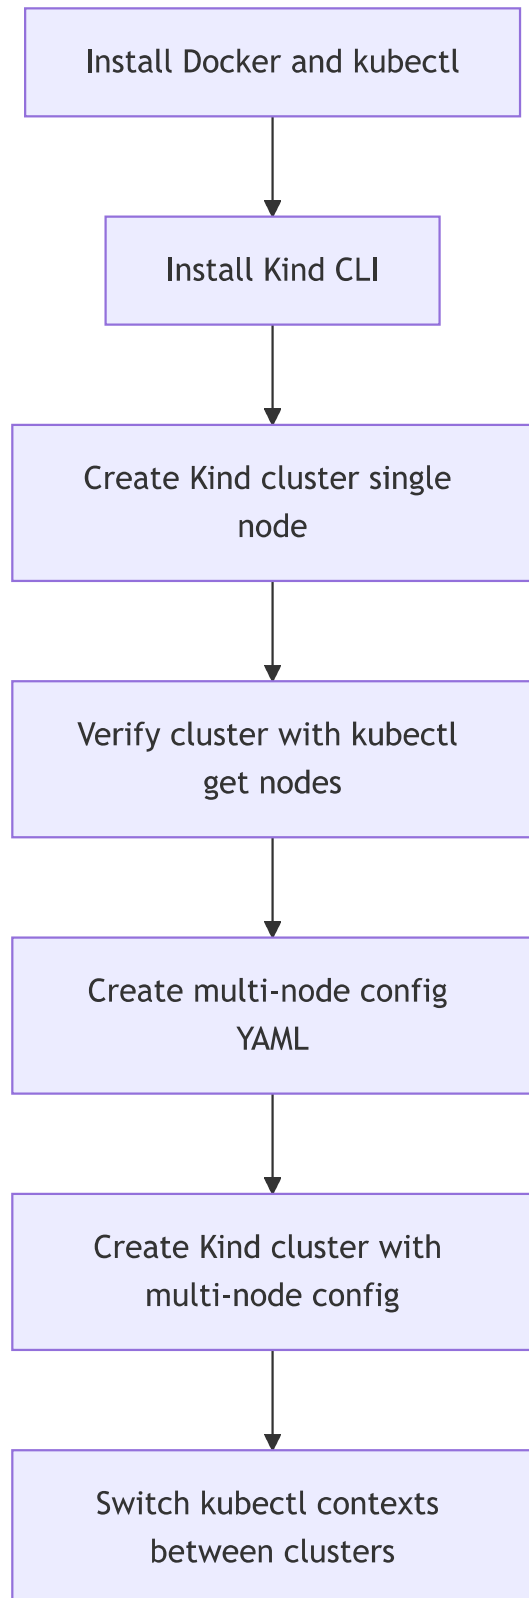 Install Docker and kubectl
Install Kind CLI
Create Kind cluster single
node
Verify cluster with kubectl
get nodes
Create multi-node config
YAML
Create Kind cluster with
multi-node config
Switch kubectl contexts
between clusters